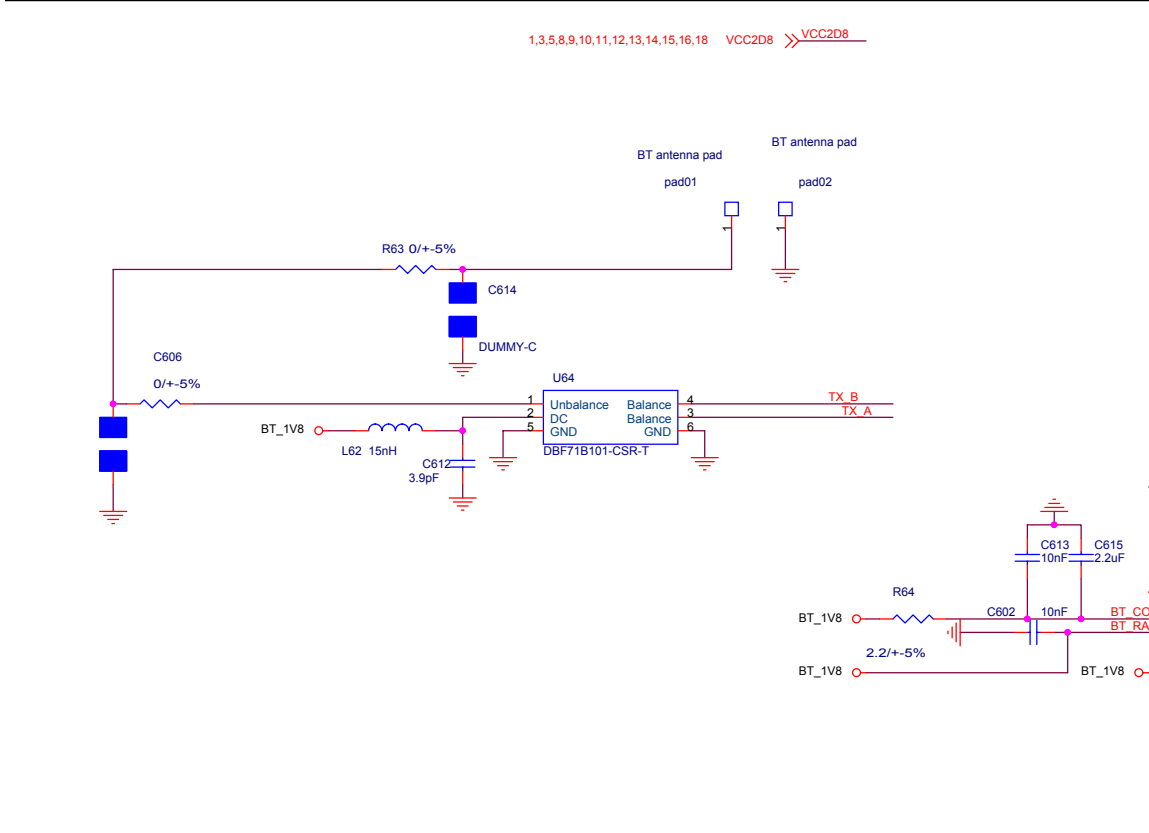 1,3,5,8,9,10,11,12,13,14,15,16,18 VCC2D8 VCC2D8
BT antenna pad
BT antenna pad
pad01
pad02
1
1
R63 0/+-5%
C614
DUMMY-C
C606
0/+-5%
U64
1 Unbalance Balance 4 TX_B
2 DC Balance 3 TX_A
5 GND GND 6
DBF71B101-CSR-T
BT_1V8
L62 15nH
C612
3.9pF
C613 C615
10nF 2.2uF
R64
BT_1V8
C602 10nF
BT_CO
BT_RA
2.2/+-5%
BT_1V8
BT_1V8